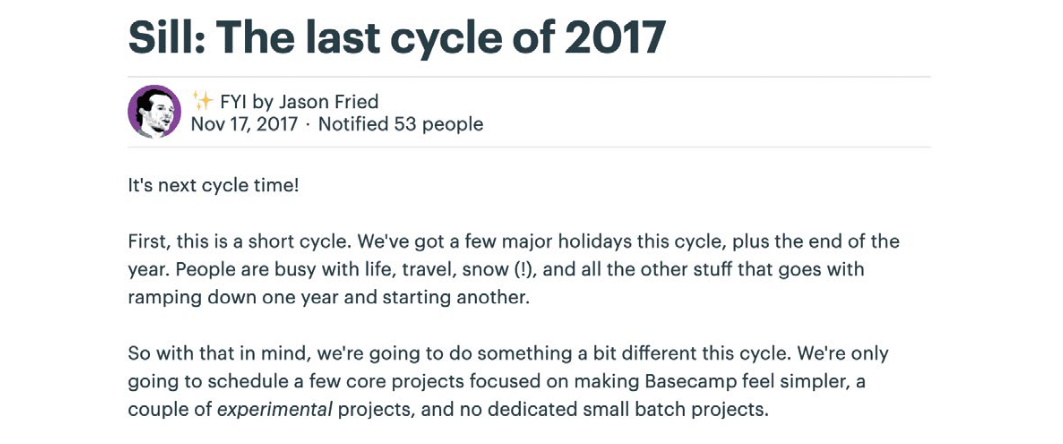 Sill: The last cycle of 2017
✨ FYI by Jason Fried
Nov 17, 2017 · Notified 53 people
It's next cycle time!
First, this is a short cycle. We've got a few major holidays this cycle, plus the end of the
year. People are busy with life, travel, snow (!), and all the other stuff that goes with
ramping down one year and starting another.
So with that in mind, we're going to do something a bit different this cycle. We're only
going to schedule a few core projects focused on making Basecamp feel simpler, a
couple of experimental projects, and no dedicated small batch projects.